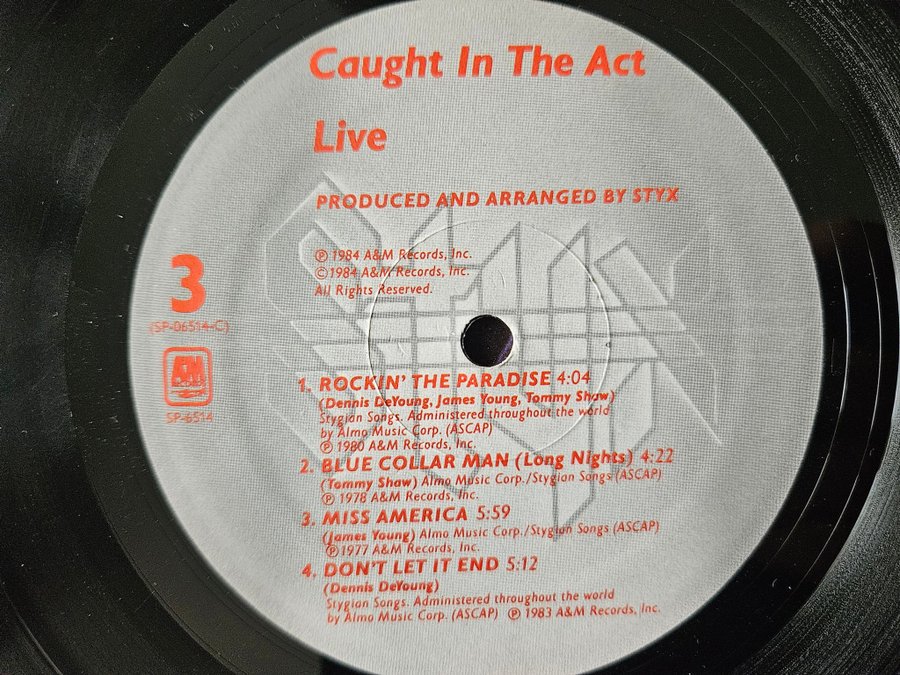 Caught In The Act
Live
PRODUCED AND ARRANGED BY STYX
℗ 1984 A&M Records, Inc.
© 1984 A&M Records, Inc.
All Rights Reserved.
3
(SP-06514-C)
A&M
RECORDS
SP-6514
1. ROCKIN' THE PARADISE 4:04
(Dennis DeYoung, James Young, Tommy Shaw)
Stygian Songs. Administered throughout the world
by Almo Music Corp. (ASCAP)
℗ 1980 A&M Records, Inc.
2. BLUE COLLAR MAN (Long Nights) 4:22
(Tommy Shaw) Almo Music Corp./Stygian Songs (ASCAP)
℗ 1978 A&M Records, Inc.
3. MISS AMERICA 5:59
(James Young) Almo Music Corp./Stygian Songs (ASCAP)
℗ 1977 A&M Records, Inc.
4. DON'T LET IT END 5:12
(Dennis DeYoung)
Stygian Songs. Administered throughout the world
by Almo Music Corp. (ASCAP) ℗ 1983 A&M Records, Inc.